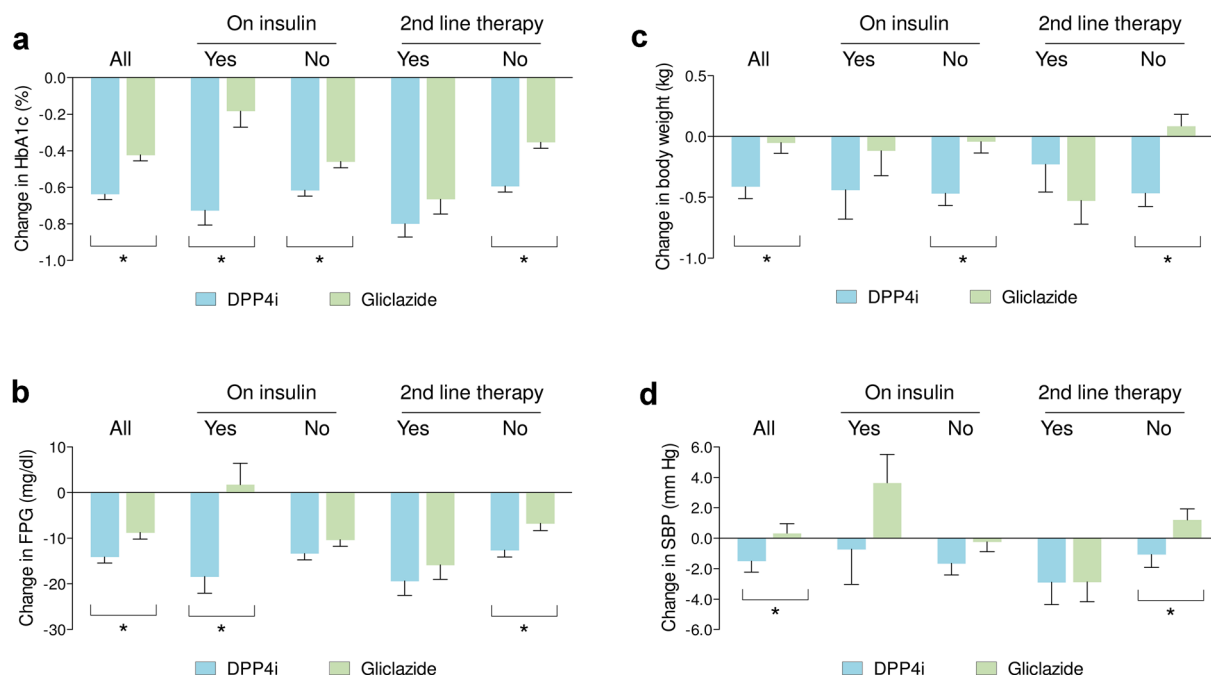 a
On insulin 2nd line therapy
All Yes No Yes No
0.0
-0.2
-0.4
-0.6
-0.8
-1.0
Change in HbA1c (%)
* * * *
DPP4i Gliclazide
c
On insulin 2nd line therapy
All Yes No Yes No
0.5
0.0
-0.5
-1.0
Change in body weight (kg)
* * *
DPP4i Gliclazide
b
On insulin 2nd line therapy
All Yes No Yes No
10
0
-10
-20
-30
Change in FPG (mg/dl)
* * *
DPP4i Gliclazide
d
On insulin 2nd line therapy
All Yes No Yes No
6.0
4.0
2.0
0.0
-2.0
-4.0
-6.0
Change in SBP (mm Hg)
* *
DPP4i Gliclazide